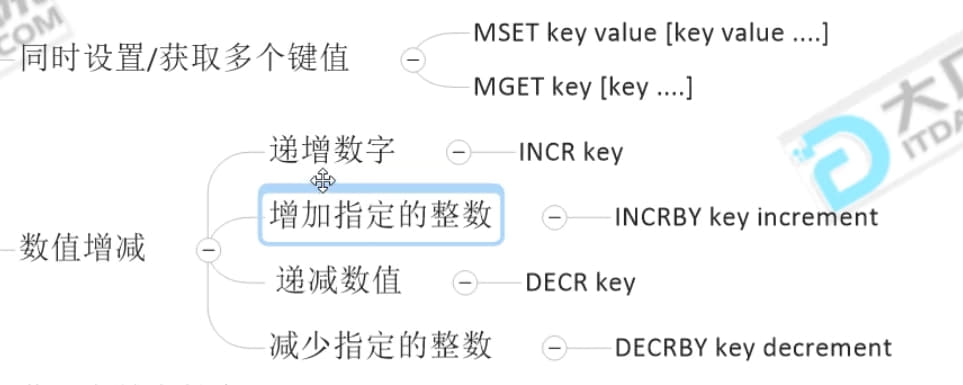 同时设置/获取多个键值
MSET key value [key value ....]
MGET key [key ....]
数值增减
递增数字
INCR key
增加指定的整数
INCRBY key increment
递减数值
DECR key
减少指定的整数
DECRBY key decrement
COM
大
ITDA